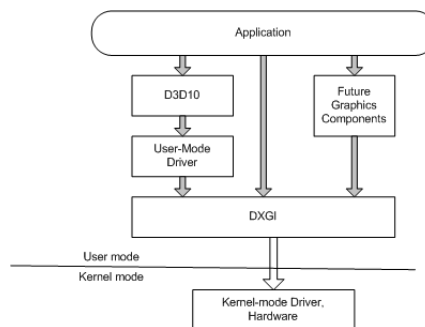 Application
D3D10
Future
Graphics
Components
User-Mode
Driver
DXGI
User mode
Kernel mode
Kernel-mode Driver,
Hardware